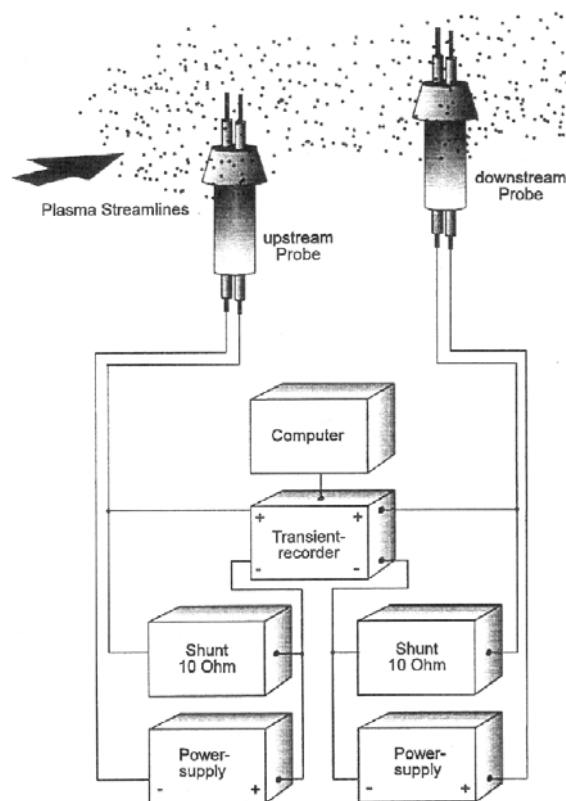 Plasma Streamlines
upstream
Probe
downstream
Probe
Computer
+ +
Transient-
recorder
- -
Shunt
10 Ohm
Shunt
10 Ohm
Power-
supply
- +
Power-
supply
- +